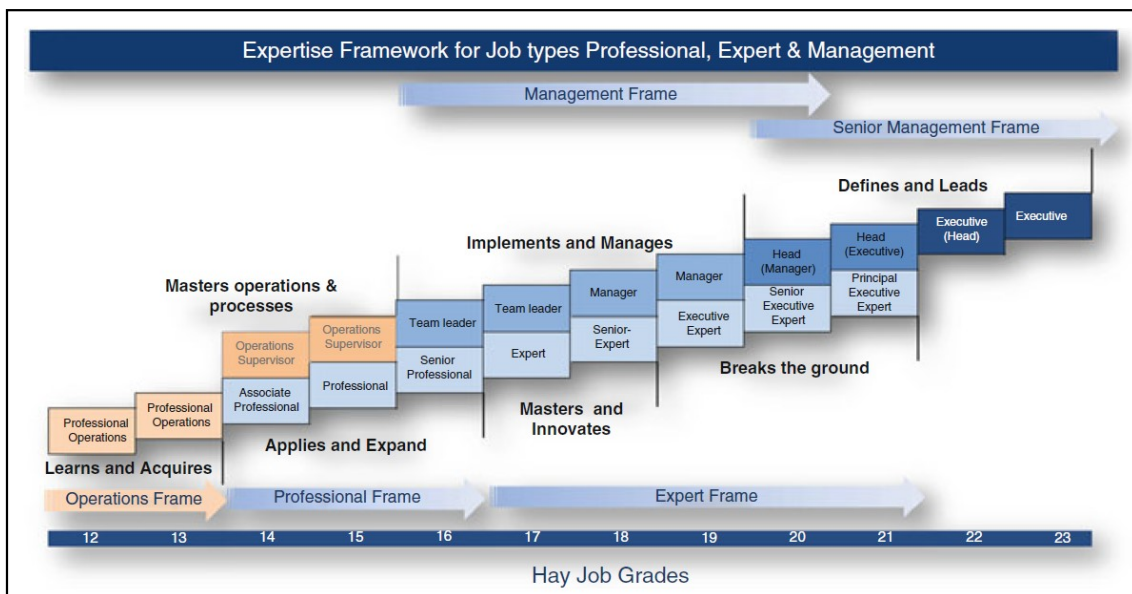 Expertise Framework for Job types Professional, Expert & Management
Management Frame
Senior Management Frame
Defines and Leads
Implements and Manages
Masters operations &
processes
Executive
(Head)
Executive
Head
(Manager)
Head
(Executive)
Manager
Manager
Team leader
Team leader
Operations
Supervisor
Operations
Supervisor
Principal
Executive
Expert
Senior
Executive
Expert
Executive
Expert
Senior-
Expert
Expert
Senior
Professional
Professional
Associate
Professional
Professional
Operations
Professional
Operations
Breaks the ground
Masters and
Innovates
Applies and Expand
Learns and Acquires
Operations Frame
Professional Frame
Expert Frame
12 13 14 15 16 17 18 19 20 21 22 23
Hay Job Grades